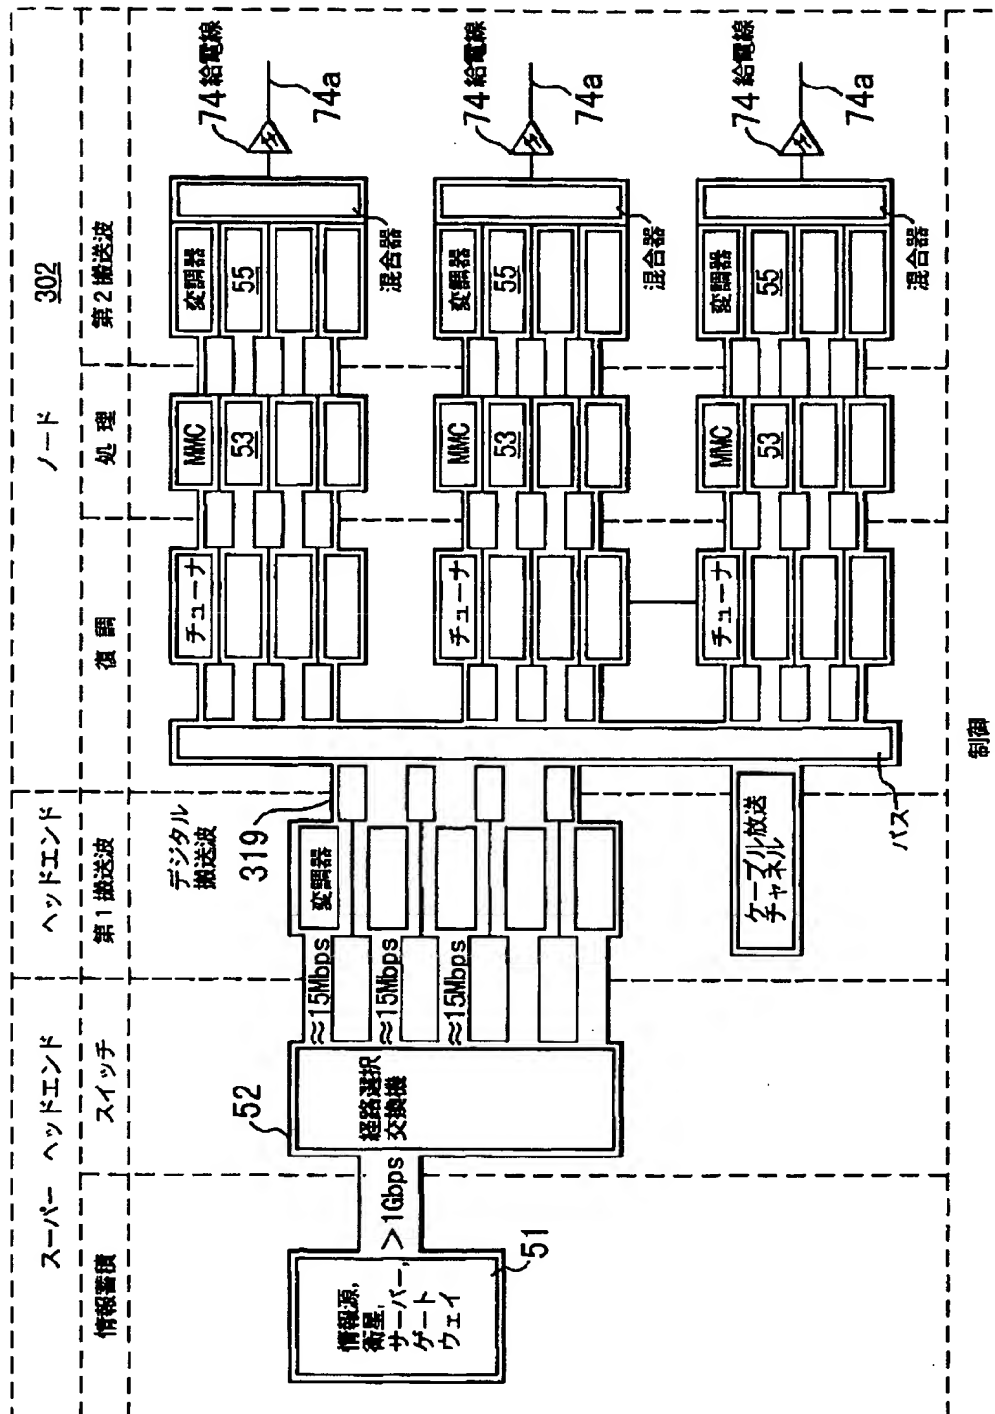 スーパー ヘッドエンド
ヘッドエンド
ノード
302
情報蓄積
スイッチ
第1搬送波
復調
処理
第2搬送波
情報源,
衛星,
サーバー,
ゲート
ウェイ
51
>1Gbps
52
経路選択
交換機
≈15Mbps
≈15Mbps
≈15Mbps
変調器
デジタル
搬送波
319
ケーブル放送
チャネル
バス
チューナ
MMC
53
変調器
55
混合器
74 給電線
74a
チューナ
MMC
53
変調器
55
混合器
74 給電線
74a
チューナ
MMC
53
変調器
55
混合器
74 給電線
74a
制御